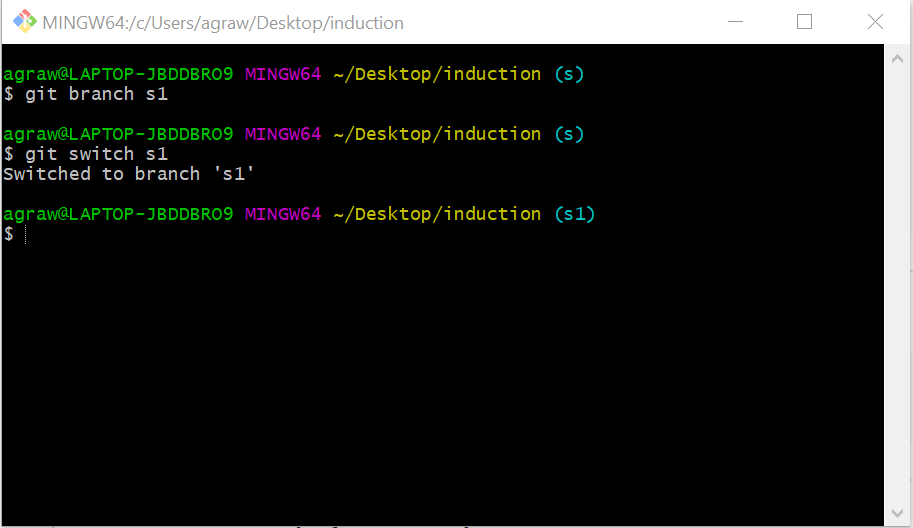 MINGW64:/c/Users/agraw/Desktop/induction
agraw@LAPTOP-JBDDBRO9 MINGW64 ~/Desktop/induction (s)
$ git branch s1
agraw@LAPTOP-JBDDBRO9 MINGW64 ~/Desktop/induction (s)
$ git switch s1
Switched to branch 's1'
agraw@LAPTOP-JBDDBRO9 MINGW64 ~/Desktop/induction (s1)
$